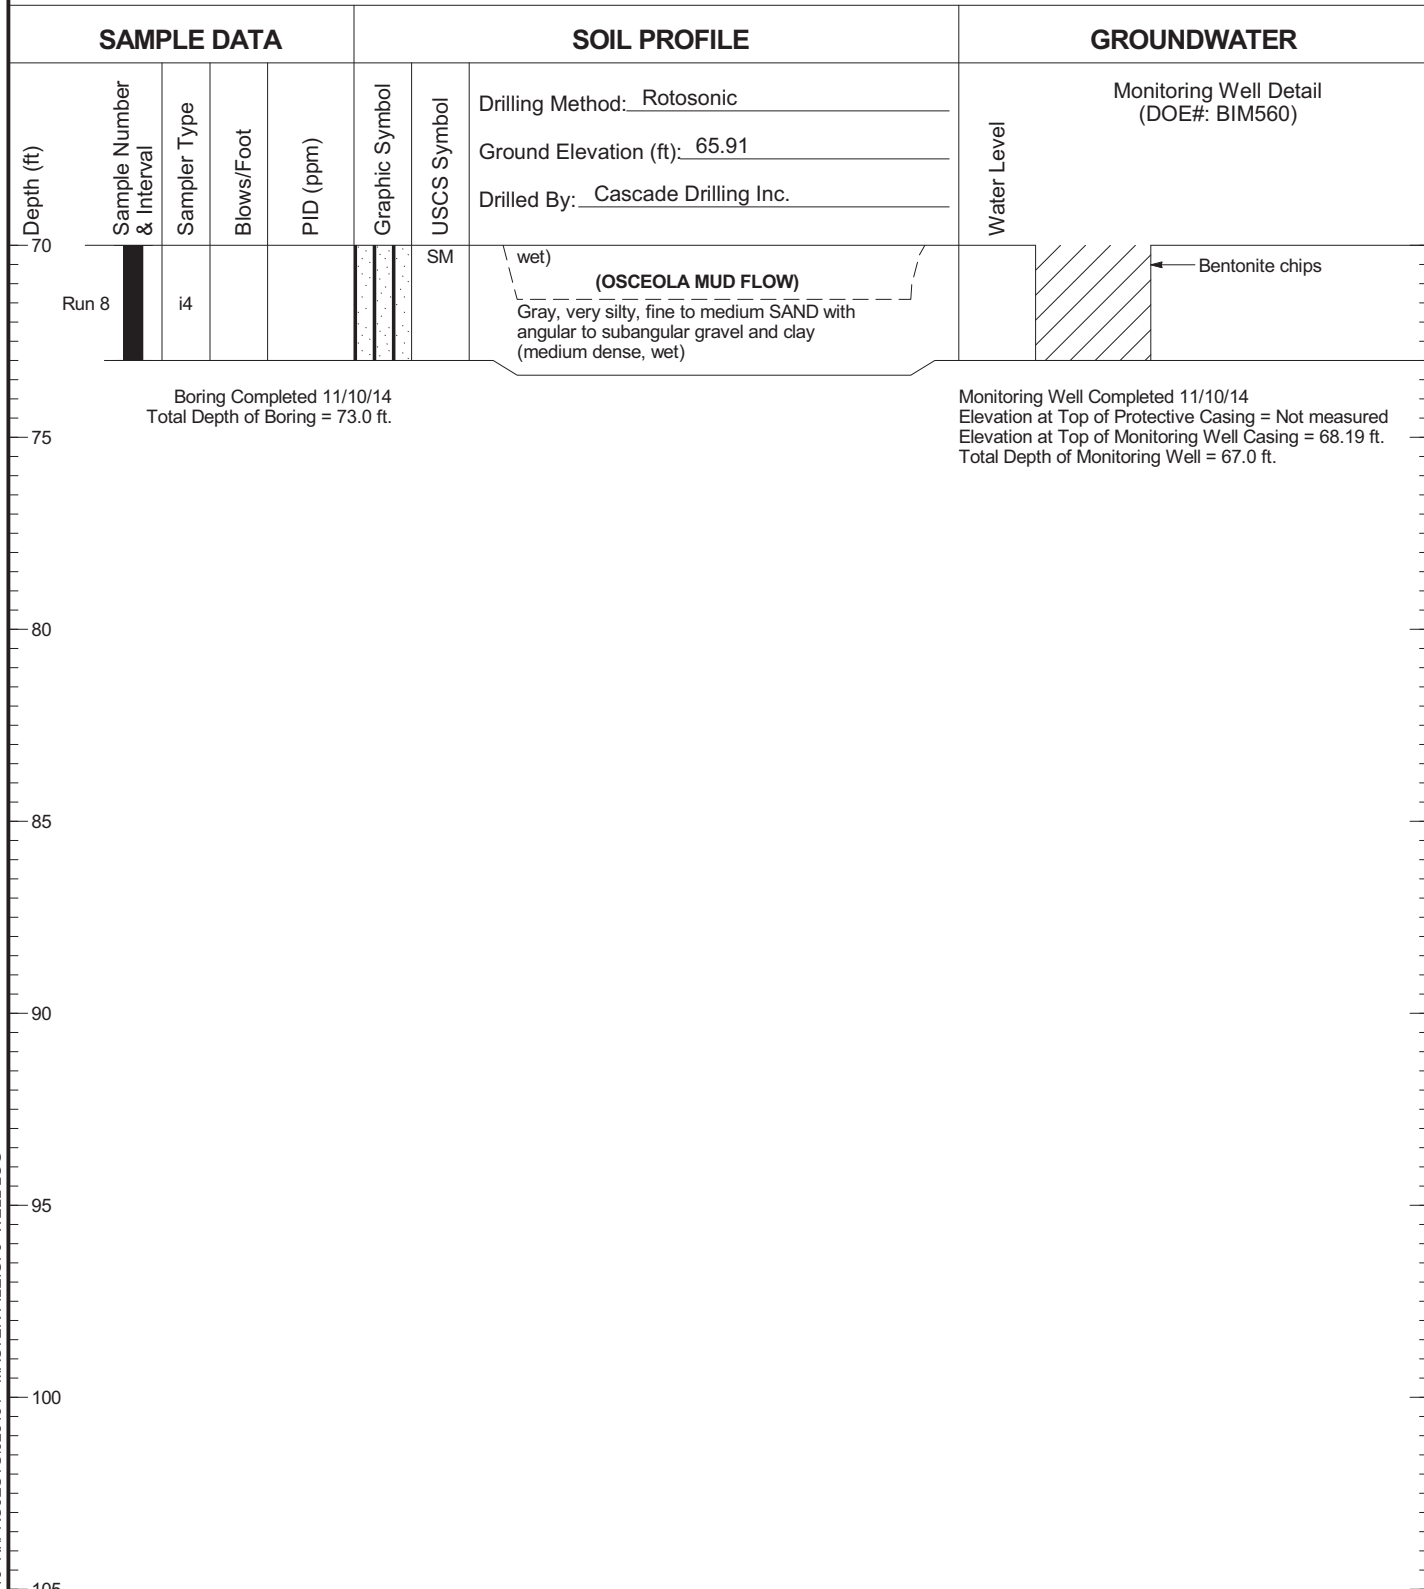 SAMPLE DATA
SOIL PROFILE
GROUNDWATER
Depth (ft)
Sample Number
& Interval
Sampler Type
Blows/Foot
PID (ppm)
Graphic Symbol
USCS Symbol
Drilling Method: Rotosonic
Ground Elevation (ft): 65.91
Drilled By: Cascade Drilling Inc.
Water Level
Monitoring Well Detail
(DOE#: BIM560)
70
Run 8
i4
SM
wet)
(OSCEOLA MUD FLOW)
Gray, very silty, fine to medium SAND with
angular to subangular gravel and clay
(medium dense, wet)
Bentonite chips
Boring Completed 11/10/14
Total Depth of Boring = 73.0 ft.
Monitoring Well Completed 11/10/14
Elevation at Top of Protective Casing = Not measured
Elevation at Top of Monitoring Well Casing = 68.19 ft.
Total Depth of Monitoring Well = 67.0 ft.
75
80
85
90
95
100
105